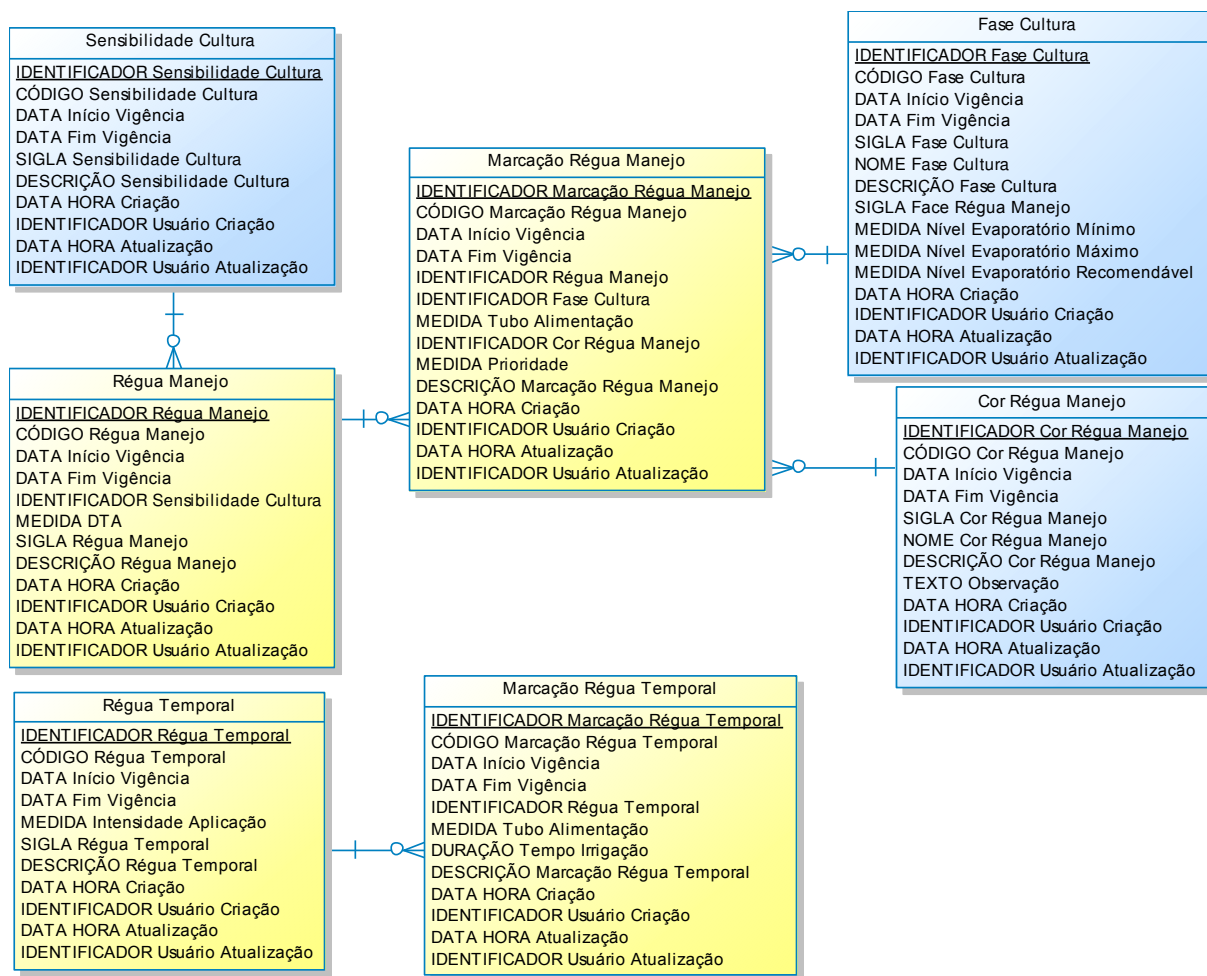 Sensibilidade Cultura
IDENTIFICADOR Sensibilidade Cultura
CÓDIGO Sensibilidade Cultura
DATA Início Vigência
DATA Fim Vigência
SIGLA Sensibilidade Cultura
DESCRIÇÃO Sensibilidade Cultura
DATA HORA Criação
IDENTIFICADOR Usuário Criação
DATA HORA Atualização
IDENTIFICADOR Usuário Atualização
Fase Cultura
IDENTIFICADOR Fase Cultura
CÓDIGO Fase Cultura
DATA Início Vigência
DATA Fim Vigência
SIGLA Fase Cultura
NOME Fase Cultura
DESCRIÇÃO Fase Cultura
SIGLA Face Régua Manejo
MEDIDA Nível Evaporatório Mínimo
MEDIDA Nível Evaporatório Máximo
MEDIDA Nível Evaporatório Recomendável
DATA HORA Criação
IDENTIFICADOR Usuário Criação
DATA HORA Atualização
IDENTIFICADOR Usuário Atualização
Marcação Régua Manejo
IDENTIFICADOR Marcação Régua Manejo
CÓDIGO Marcação Régua Manejo
DATA Início Vigência
DATA Fim Vigência
IDENTIFICADOR Régua Manejo
IDENTIFICADOR Fase Cultura
MEDIDA Tubo Alimentação
IDENTIFICADOR Cor Régua Manejo
MEDIDA Prioridade
DESCRIÇÃO Marcação Régua Manejo
DATA HORA Criação
IDENTIFICADOR Usuário Criação
DATA HORA Atualização
IDENTIFICADOR Usuário Atualização
Régua Manejo
IDENTIFICADOR Régua Manejo
CÓDIGO Régua Manejo
DATA Início Vigência
DATA Fim Vigência
IDENTIFICADOR Sensibilidade Cultura
MEDIDA DTA
SIGLA Régua Manejo
DESCRIÇÃO Régua Manejo
DATA HORA Criação
IDENTIFICADOR Usuário Criação
DATA HORA Atualização
IDENTIFICADOR Usuário Atualização
Cor Régua Manejo
IDENTIFICADOR Cor Régua Manejo
CÓDIGO Cor Régua Manejo
DATA Início Vigência
DATA Fim Vigência
SIGLA Cor Régua Manejo
NOME Cor Régua Manejo
DESCRIÇÃO Cor Régua Manejo
TEXTO Observação
DATA HORA Criação
IDENTIFICADOR Usuário Criação
DATA HORA Atualização
IDENTIFICADOR Usuário Atualização
Régua Temporal
IDENTIFICADOR Régua Temporal
CÓDIGO Régua Temporal
DATA Início Vigência
DATA Fim Vigência
MEDIDA Intensidade Aplicação
SIGLA Régua Temporal
DESCRIÇÃO Régua Temporal
DATA HORA Criação
IDENTIFICADOR Usuário Criação
DATA HORA Atualização
IDENTIFICADOR Usuário Atualização
Marcação Régua Temporal
IDENTIFICADOR Marcação Régua Temporal
CÓDIGO Marcação Régua Temporal
DATA Início Vigência
DATA Fim Vigência
IDENTIFICADOR Régua Temporal
MEDIDA Tubo Alimentação
DURAÇÃO Tempo Irrigação
DESCRIÇÃO Marcação Régua Temporal
DATA HORA Criação
IDENTIFICADOR Usuário Criação
DATA HORA Atualização
IDENTIFICADOR Usuário Atualização